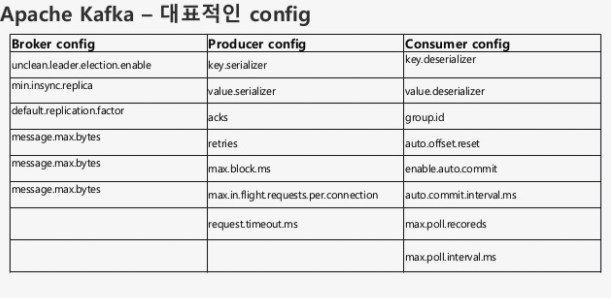 Apache Kafka – 대표적인 config
Broker config Producer config Consumer config
unclean.leader.election.enable key.serializer key.deserializer
min.insync.replica value.serializer value.deserializer
default.replication.factor acks group.id
message.max.bytes retries auto.offset.reset
message.max.bytes max.block.ms enable.auto.commit
message.max.bytes max.in.flight.requests.per.connection auto.commit.interval.ms
request.timeout.ms max.poll.recoreds
max.poll.interval.ms